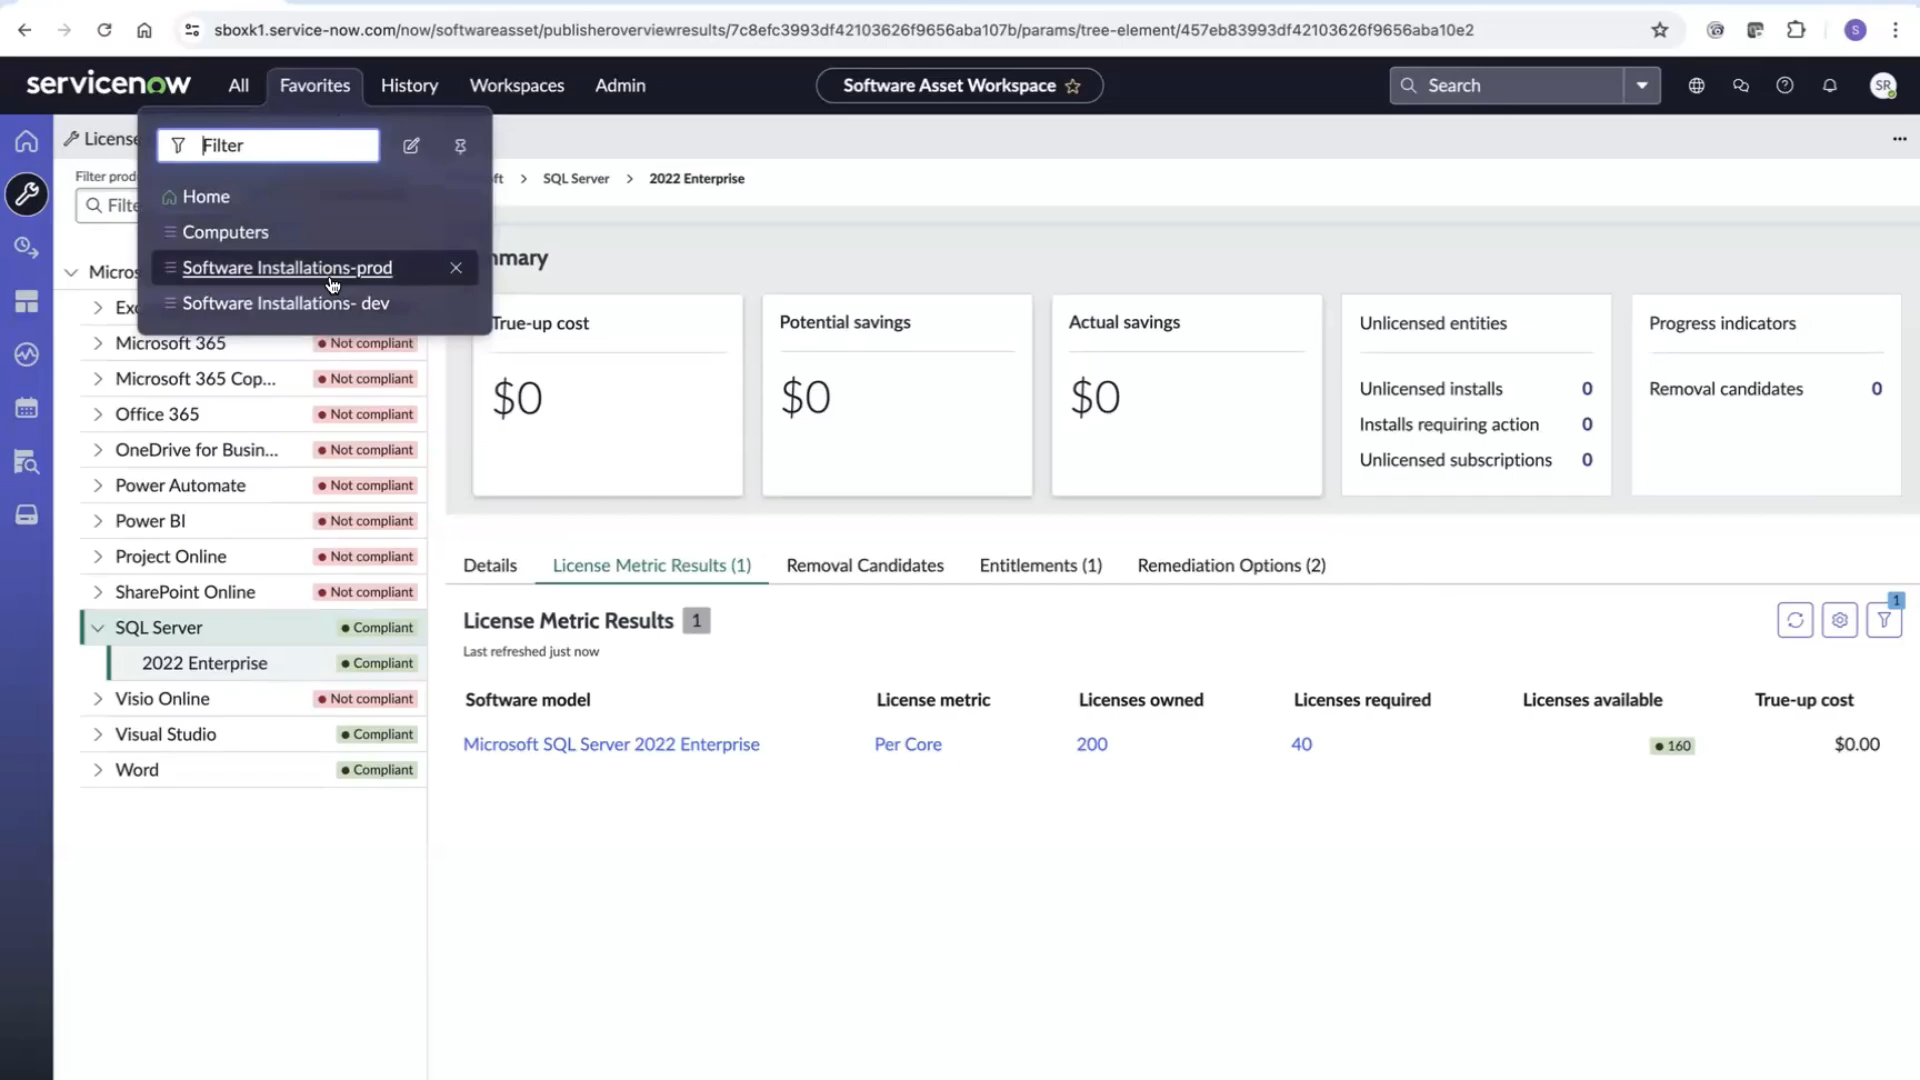 sboxk1.service-now.com/now/softwareasset/publisheroverviewresults/7c8efc3993df42103626f9656aba107b/params/tree-element/457eb83993df42103626f9656aba10e2
S
servicenow
All
Favorites
History
Workspaces
Admin
Software Asset Workspace
Search
SR
License
Filter
Filter prod
Filte
Home
Computers
Software Installations-prod
Software Installations- dev
ft > SQL Server > 2022 Enterprise
mmary
Micros
Exc
Microsoft 365 Not compliant
Microsoft 365 Cop... Not compliant
Office 365 Not compliant
OneDrive for Busin... Not compliant
Power Automate Not compliant
Power BI Not compliant
Project Online Not compliant
SharePoint Online Not compliant
SQL Server Compliant
2022 Enterprise Compliant
Visio Online Not compliant
Visual Studio Compliant
Word Compliant
True-up cost
$0
Potential savings
$0
Actual savings
$0
Unlicensed entities
Unlicensed installs 0
Installs requiring action 0
Unlicensed subscriptions 0
Progress indicators
Removal candidates 0
Details
License Metric Results (1)
Removal Candidates
Entitlements (1)
Remediation Options (2)
License Metric Results 1
Last refreshed just now
1
Software model License metric Licenses owned Licenses required Licenses available True-up cost
Microsoft SQL Server 2022 Enterprise Per Core 200 40 160 $0.00